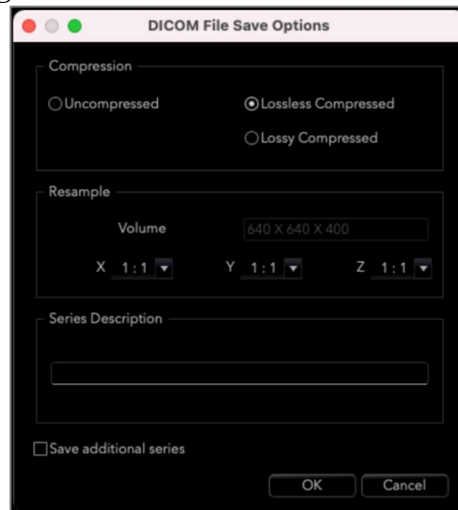 DICOM File Save Options
Compression
Uncompressed
Lossless Compressed
Lossy Compressed
Resample
Volume 640 X 640 X 400
X 1 : 1 Y 1 : 1 Z 1 : 1
Series Description
Save additional series
OK Cancel